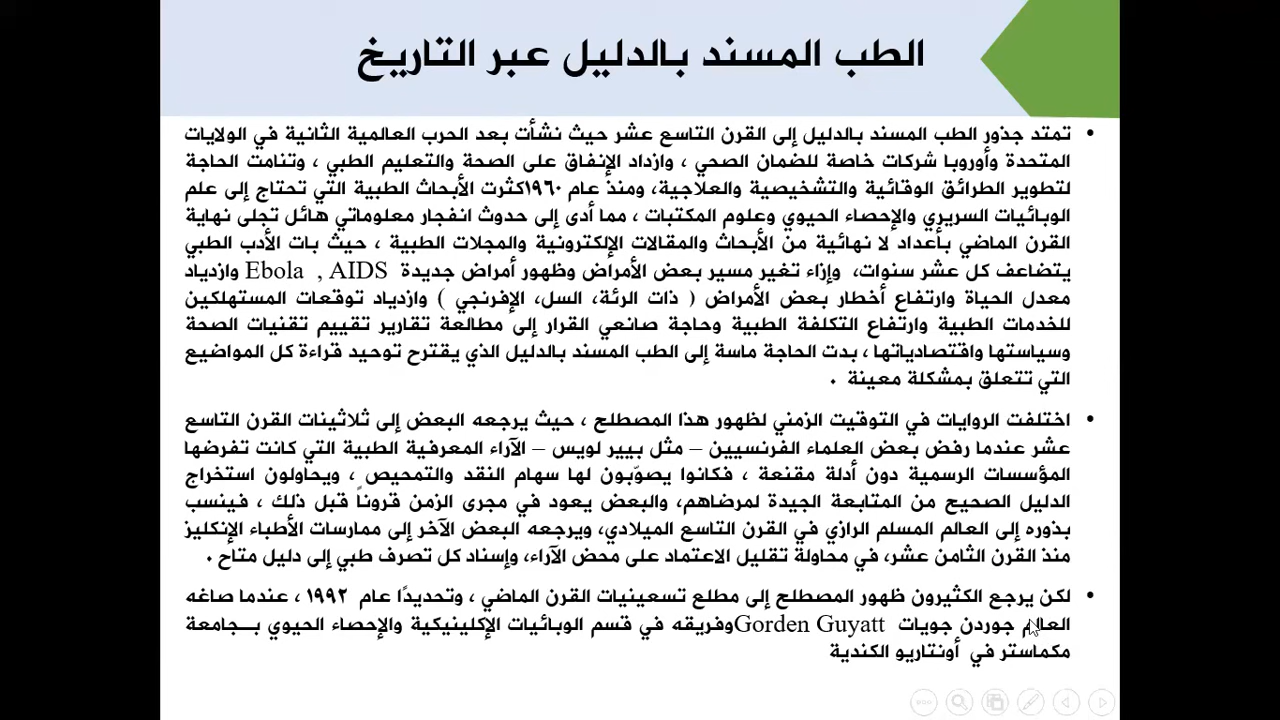 الطب المسند بالدليل عبر التاريخ
• تمتد جذور الطب المسند بالدليل إلى القرن التاسع عشر حيث نشأت بعد الحرب العالمية الثانية في الولايات
المتحدة وأوروبا شركات خاصة للضمان الصحي ، وازداد الإنفاق على الصحة والتعليم الطبي ، وتنامت الحاجة
لتطوير الطرائق الوقائية والتشخيصية والعلاجية، ومنذ عام ١٩٦٠كثرت الأبحاث الطبية التي تحتاج إلى علم
الوبائيات السريري والإحصاء الحيوي وعلوم المكتبات ، مما أدى إلى حدوث انفجار معلوماتي هائل تجلى نهاية
القرن الماضي بأعداد لا نهائية من الأبحاث والمقالات الإلكترونية والمجلات الطبية ، حيث بات الأدب الطبي
يتضاعف كل عشر سنوات، وإزاء تغير مسير بعض الأمراض وظهور أمراض جديدة Ebola , AIDS وازدياد
معدل الحياة وارتفاع أخطار بعض الأمراض ( ذات الرئة، السل، الإفرنجي ) وازدياد توقعات المستهلكين
للخدمات الطبية وارتفاع التكلفة الطبية وحاجة صانعي القرار إلى مطالعة تقارير تقييم تقنيات الصحة
وسياستها واقتصادياتها ، بدت الحاجة ماسة إلى الطب المسند بالدليل الذي يقترح توحيد قراءة كل المواضيع
التي تتعلق بمشكلة معينة .
• اختلفت الروايات في التوقيت الزمني لظهور هذا المصطلح ، حيث يرجعه البعض إلى ثلاثينات القرن التاسع
عشر عندما رفض بعض العلماء الفرنسيين – مثل بيير لويس – الآراء المعرفية الطبية التي كانت تفرضها
المؤسسات الرسمية دون أدلة مقنعة ، فكانوا يصوّبون لها سهام النقد والتمحيص ، ويحاولون استخراج
الدليل الصحيح من المتابعة الجيدة لمرضاهم، والبعض يعود في مجرى الزمن قروناً قبل ذلك ، فينسب
بذوره إلى العالم المسلم الرازي في القرن التاسع الميلادي، ويرجعه البعض الآخر إلى ممارسات الأطباء الإنكليز
منذ القرن الثامن عشر، في محاولة تقليل الاعتماد على محض الآراء، وإسناد كل تصرف طبي إلى دليل متاح .
• لكن يرجع الكثيرون ظهور المصطلح إلى مطلع تسعينيات القرن الماضي ، وتحديدًا عام ١٩٩٢ ، عندما صاغه
العالم جوردن جويات Gorden Guyattوفريقه في قسم الوبائيات الإكلينيكية والإحصاء الحيوي بـجامعة
مكماستر في أونتاريو الكندية